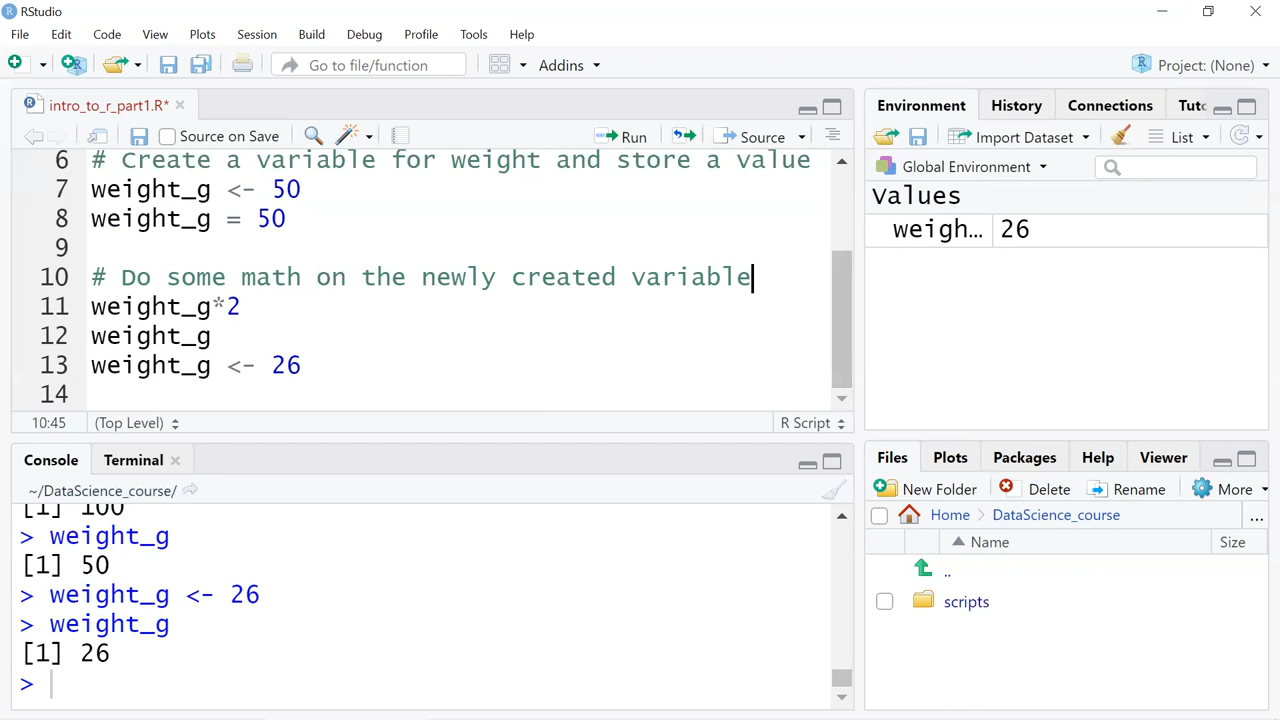 RStudio
File Edit Code View Plots Session Build Debug Profile Tools Help
Go to file/function Addins Project: (None)
intro_to_r_part1.R*
Source on Save Run Source
6 # Create a variable for weight and store a value
7 weight_g <- 50
8 weight_g = 50
9
10 # Do some math on the newly created variable
11 weight_g*2
12 weight_g
13 weight_g <- 26
14
10:45 (Top Level) R Script
Console Terminal
~/DataScience_course/
[1] 100
> weight_g
[1] 50
> weight_g <- 26
> weight_g
[1] 26
>
Environment History Connections Tut
Import Dataset List
Global Environment
Values
weigh… 26
Files Plots Packages Help Viewer
New Folder Delete Rename More
Home DataScience_course ...
Name Size
..
scripts